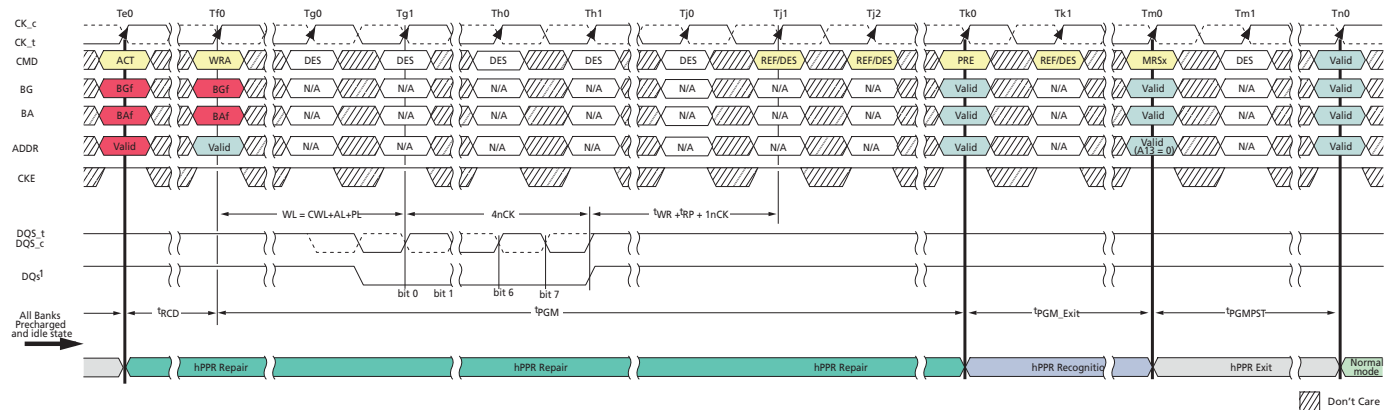 Te0 Tf0 Tg0 Tg1 Th0 Th1 Tj0 Tj1 Tj2 Tk0 Tk1 Tm0 Tm1 Tn0
CK_c
CK_t
CMD ACT WRA DES DES DES DES DES REF/DES REF/DES PRE REF/DES MRSx DES Valid
BG BGf BGf N/A N/A N/A N/A N/A N/A N/A Valid N/A Valid N/A Valid
BA BAf BAf N/A N/A N/A N/A N/A N/A N/A Valid N/A Valid N/A Valid
ADDR Valid Valid N/A N/A N/A N/A N/A N/A N/A Valid N/A Valid (A13 = 0) N/A Valid
CKE
WL = CWL+AL+PL 4nCK tWR +tRP + 1nCK
DQS_t
DQS_c
DQs1
bit 0 bit 1 bit 6 bit 7
All Banks
Precharged
and idle state
tRCD tPGM tPGM_Exit tPGMPST
hPPR Repair hPPR Repair hPPR Repair hPPR Recognitic hPPR Exit Normal
mode
Don't Care